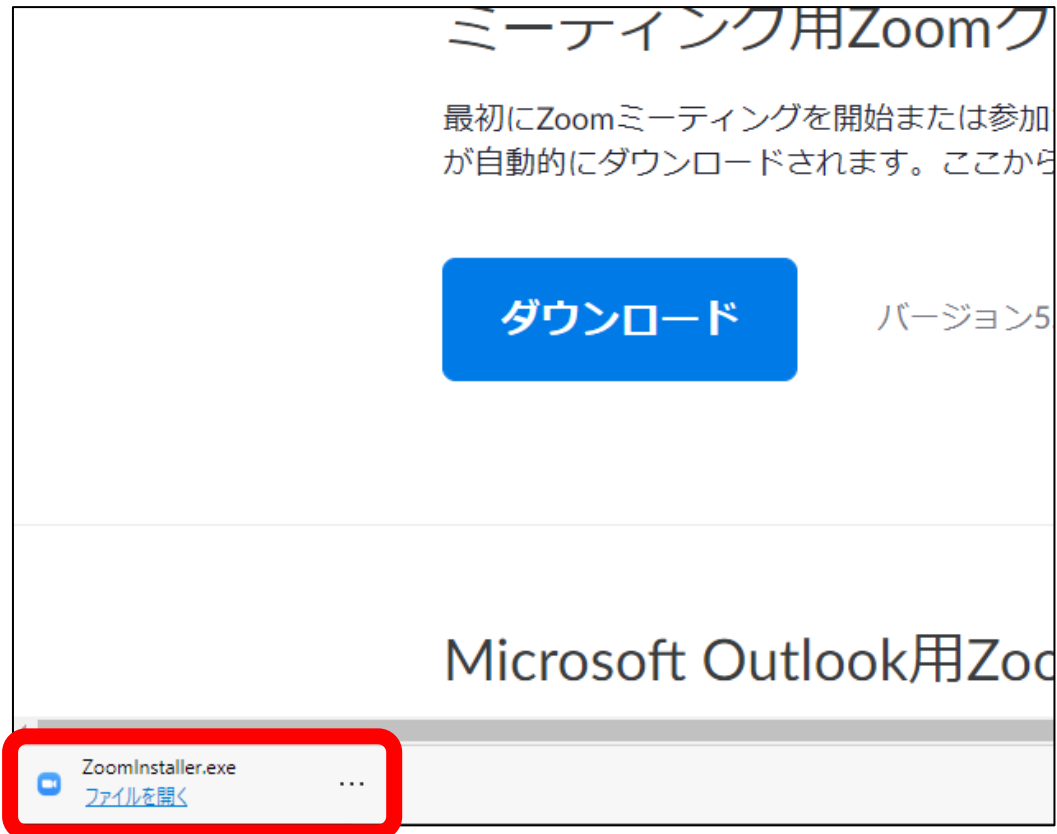 ミーティング用Zoomク
最初にZoomミーティングを開始または参加
が自動的にダウンロードされます。ここから
ダウンロード
バージョン5
Microsoft Outlook用Zoo
ZoomInstaller.exe
ファイルを開く
...